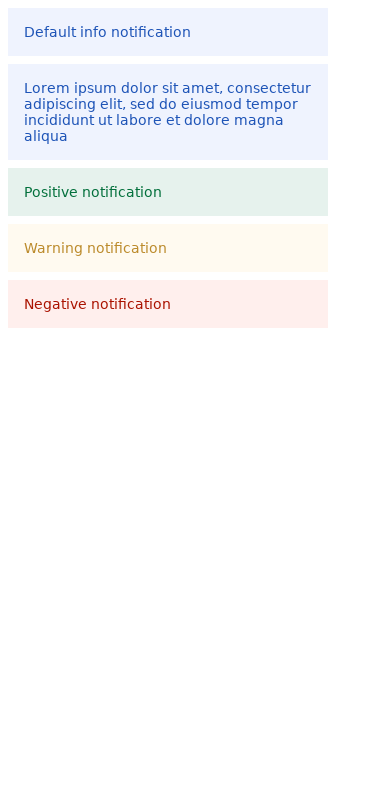 Default info notification
Lorem ipsum dolor sit amet, consectetur
adipiscing elit, sed do eiusmod tempor
incididunt ut labore et dolore magna
aliqua
Positive notification
Warning notification
Negative notification